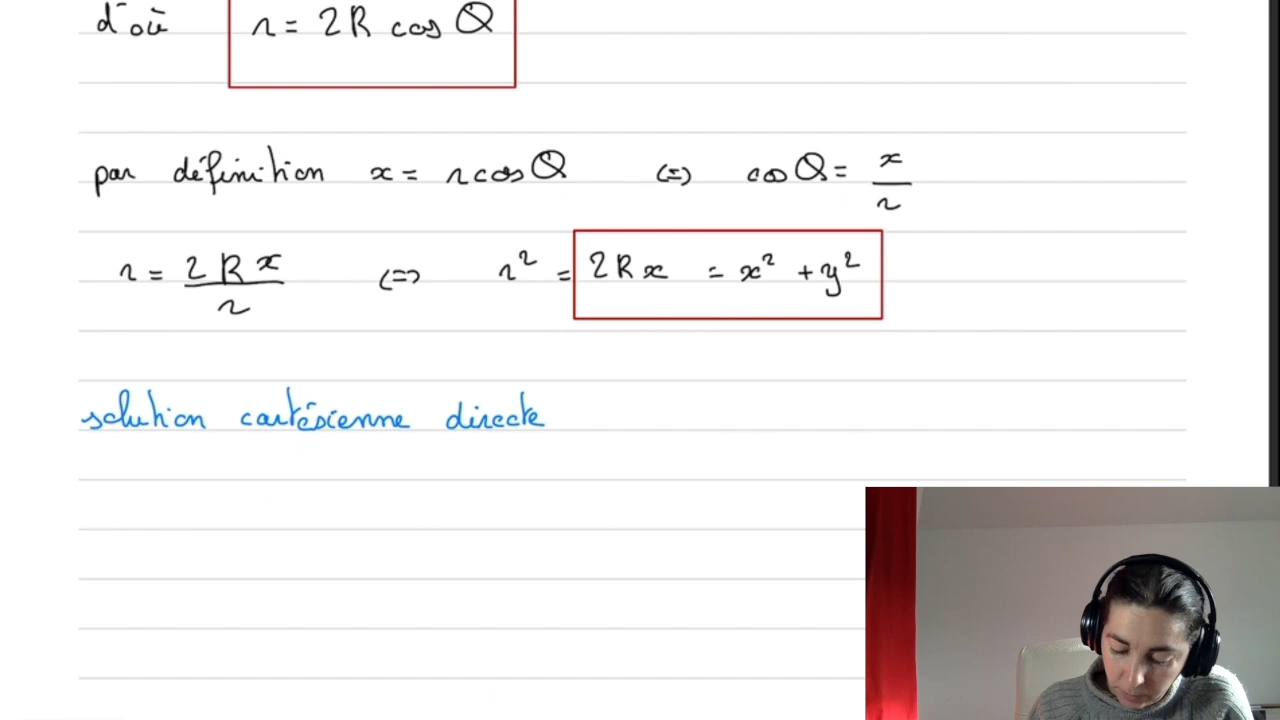 d'où r = 2R cos θ
par définition x = r cos θ (=) cos θ = x/r
r = 2Rx/r (=) r² = 2Rx = x² + y²
solution cartésienne directe